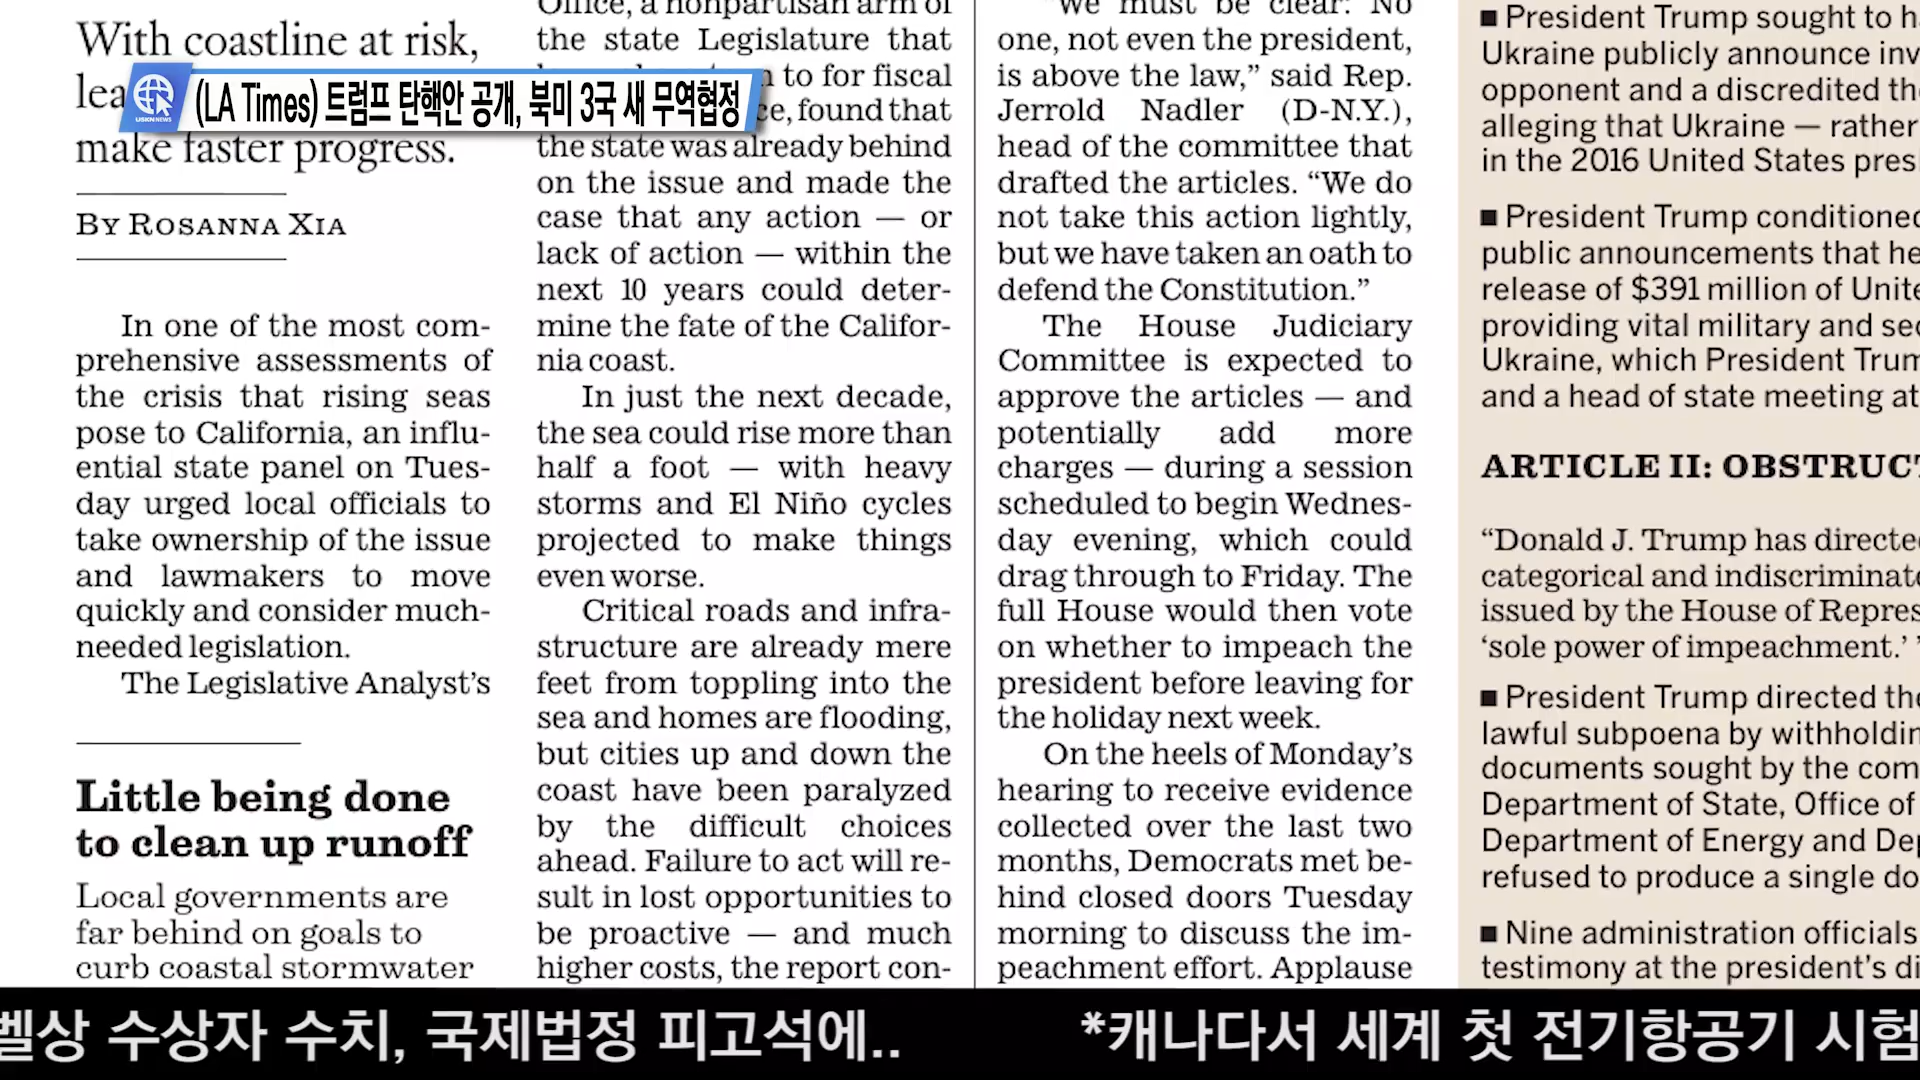 With coastline at risk,
make faster progress.
BY ROSANNA XIA
In one of the most com-
prehensive assessments of
the crisis that rising seas
pose to California, an influ-
ential state panel on Tues-
day urged local officials to
take ownership of the issue
and lawmakers to move
quickly and consider much-
needed legislation.
The Legislative Analyst’s
Little being done
to clean up runoff
Local governments are
far behind on goals to
curb coastal stormwater
Office, a nonpartisan arm of
the state Legislature that
to for fiscal
found that
the state was already behind
on the issue and made the
case that any action — or
lack of action — within the
next 10 years could deter-
mine the fate of the Califor-
nia coast.
In just the next decade,
the sea could rise more than
half a foot — with heavy
storms and El Niño cycles
projected to make things
even worse.
Critical roads and infra-
structure are already mere
feet from toppling into the
sea and homes are flooding,
but cities up and down the
coast have been paralyzed
by the difficult choices
ahead. Failure to act will re-
sult in lost opportunities to
be proactive — and much
higher costs, the report con-
“We must be clear: No
one, not even the president,
is above the law,” said Rep.
Jerrold Nadler (D-N.Y.),
head of the committee that
drafted the articles. “We do
not take this action lightly,
but we have taken an oath to
defend the Constitution.”
The House Judiciary
Committee is expected to
approve the articles — and
potentially add more
charges — during a session
scheduled to begin Wednes-
day evening, which could
drag through to Friday. The
full House would then vote
on whether to impeach the
president before leaving for
the holiday next week.
On the heels of Monday’s
hearing to receive evidence
collected over the last two
months, Democrats met be-
hind closed doors Tuesday
morning to discuss the im-
peachment effort. Applause
■ President Trump sought to h
Ukraine publicly announce inv
opponent and a discredited th
alleging that Ukraine — rather
in the 2016 United States pres
■ President Trump conditioned
public announcements that he
release of $391 million of Unite
providing vital military and sec
Ukraine, which President Trum
and a head of state meeting at
ARTICLE II: OBSTRUCT
“Donald J. Trump has directe
categorical and indiscriminate
issued by the House of Repres
‘sole power of impeachment.’ ”
■ President Trump directed the
lawful subpoena by withholdin
documents sought by the com
Department of State, Office of
Department of Energy and Dep
refused to produce a single do
■ Nine administration officials
testimony at the president’s di
USKN NEWS
(LA Times) 트럼프 탄핵안 공개, 북미 3국 새 무역협정
벨상 수상자 수치, 국제법정 피고석에.. *캐나다서 세계 첫 전기항공기 시험